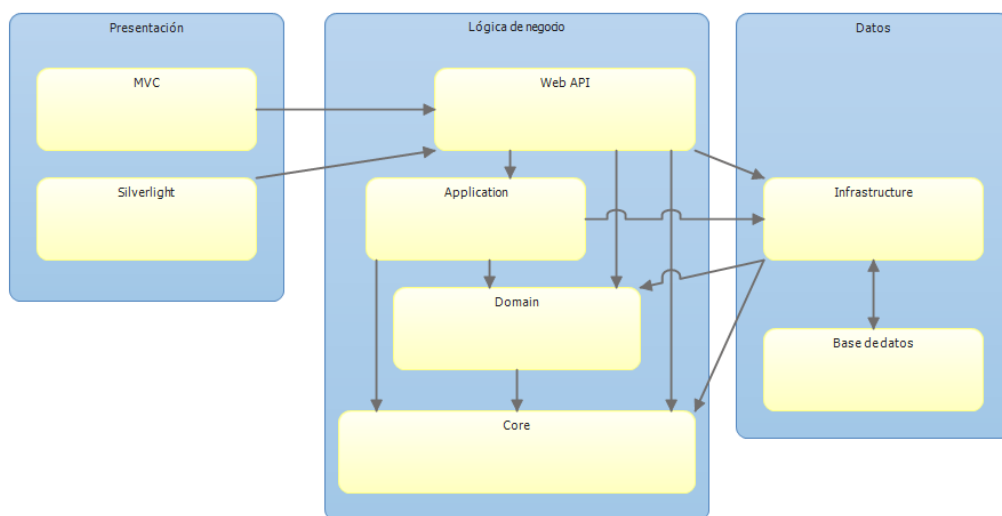 Presentación
Lógica de negocio
Datos
MVC
Web API
Silverlight
Application
Infrastructure
Domain
Base de datos
Core